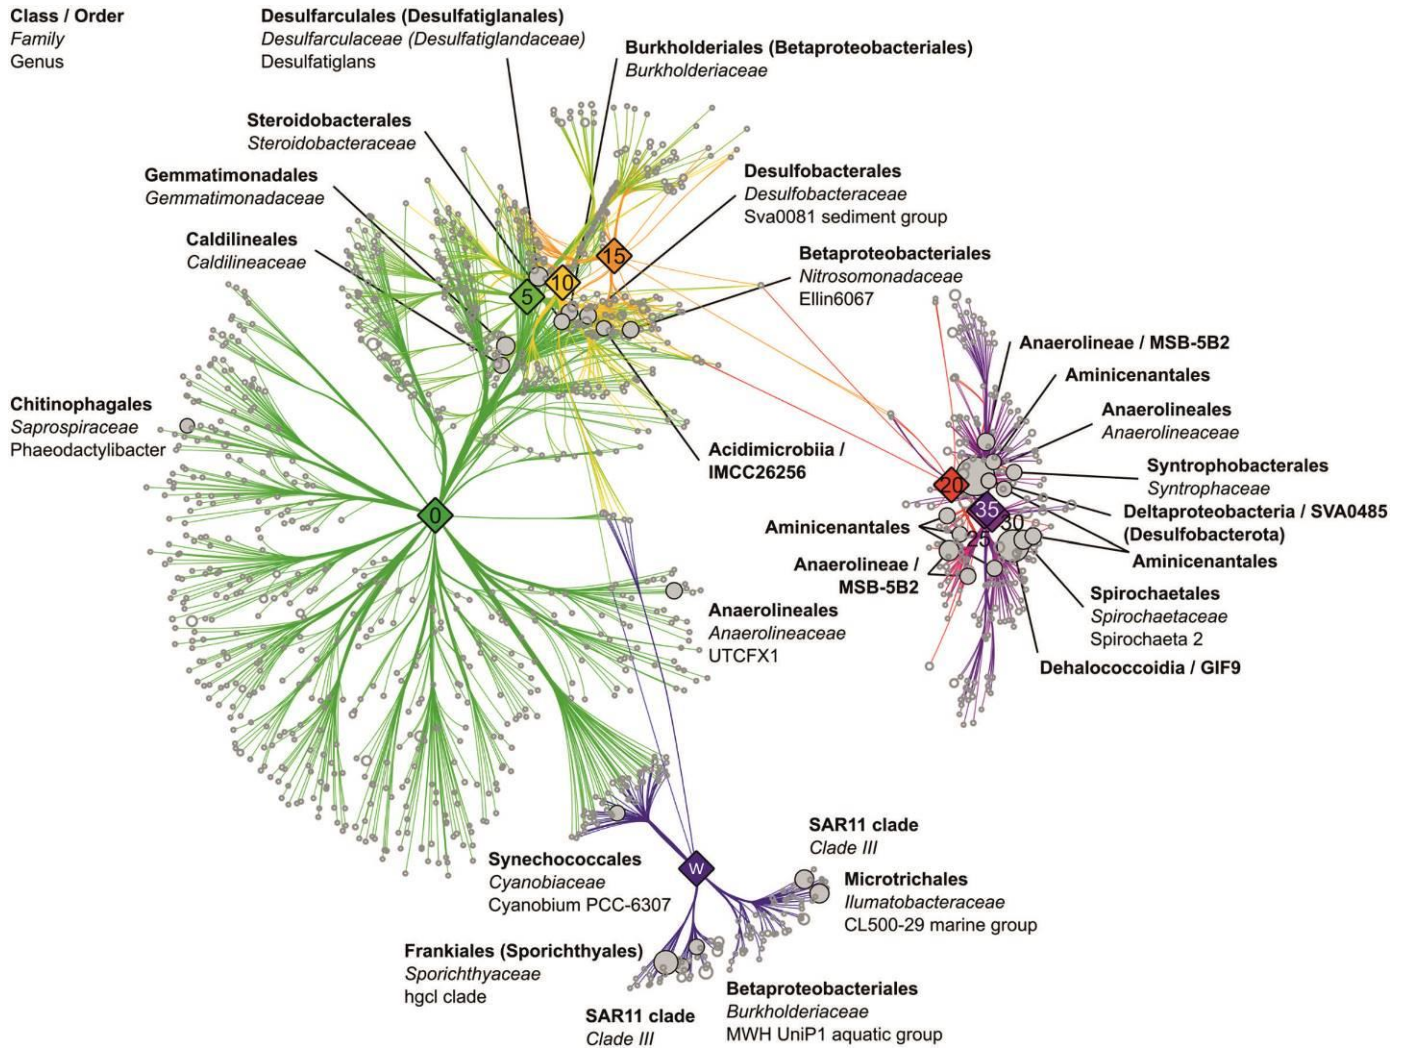 Class / Order
Family
Genus
Desulfarculales (Desulfatiglanales)
Desulfarculaceae (Desulfatiglandaceae)
Desulfatiglans
Burkholderiales (Betaproteobacteriales)
Burkholderiaceae
Steroidobacterales
Steroidobacteraceae
Gemmatimonadales
Gemmatimonadaceae
Caldilineales
Caldilineaceae
Desulfobacterales
Desulfobacteraceae
Sva0081 sediment group
Betaproteobacteriales
Nitrosomonadaceae
Ellin6067
15
10
5
Anaerolineae / MSB-5B2
Aminicenantales
Anaerolineales
Anaerolineaceae
Chitinophagales
Saprospiraceae
Phaeodactylibacter
Acidimicrobiia /
IMCC26256
Syntrophobacterales
Syntrophaceae
20
35
30
25
0
Deltaproteobacteria / SVA0485
(Desulfobacterota)
Aminicenantales
Aminicenantales
Anaerolineae /
MSB-5B2
Spirochaetales
Spirochaetaceae
Spirochaeta 2
Dehalococcoidia / GIF9
Anaerolineales
Anaerolineaceae
UTCFX1
SAR11 clade
Clade III
Synechococcales
Cyanobiaceae
Cyanobium PCC-6307
W
Microtrichales
Ilumatobacteraceae
CL500-29 marine group
Frankiales (Sporichthyales)
Sporichthyaceae
hgcI clade
SAR11 clade
Clade III
Betaproteobacteriales
Burkholderiaceae
MWH UniP1 aquatic group